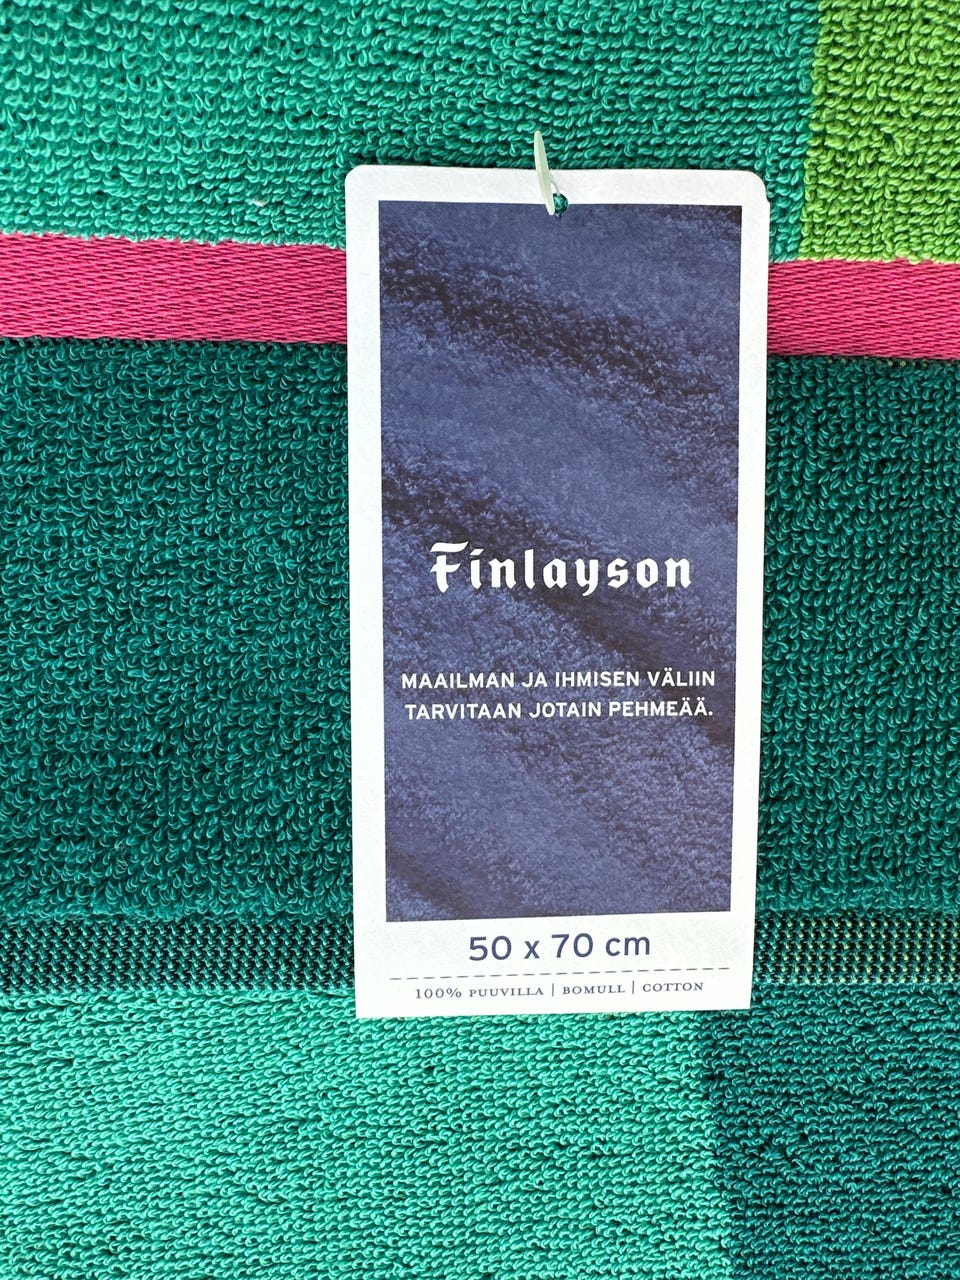 Finlayson
MAAILMAN JA IHMISEN VÄLIIN
TARVITAAN JOTAIN PEHMEÄÄ.
50 x 70 cm
100% PUUVILLA | BOMULL | COTTON